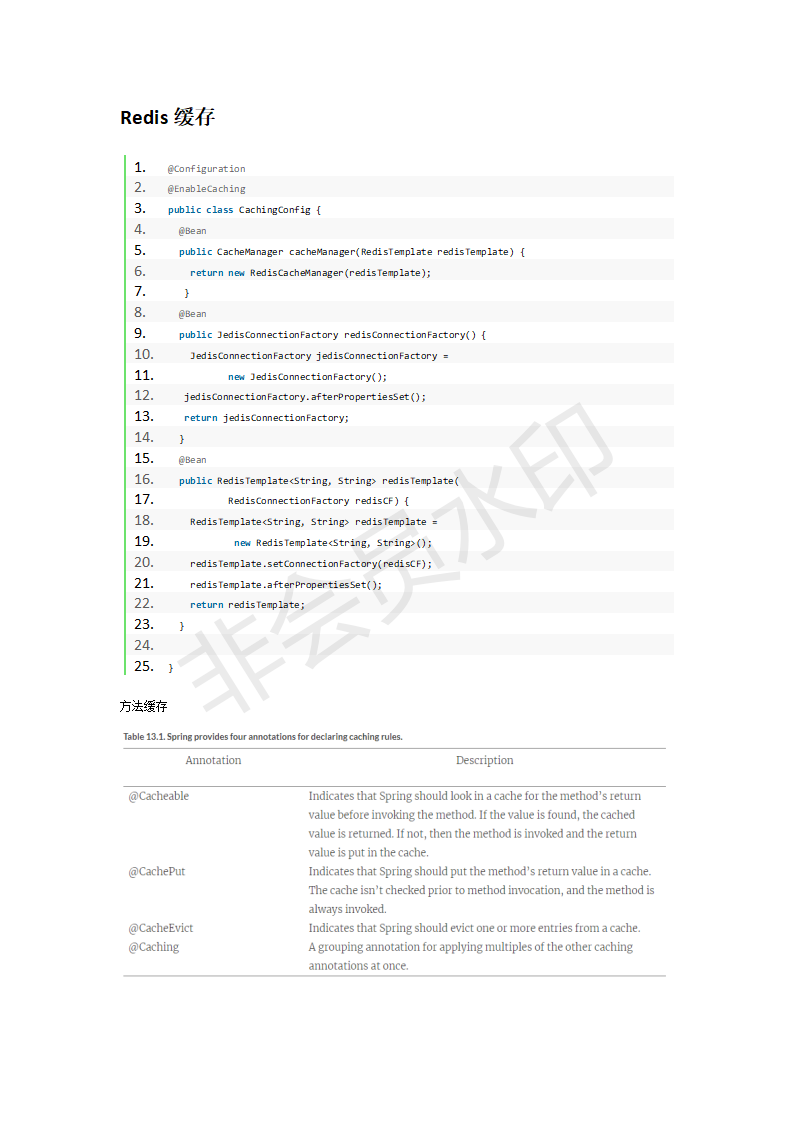 Redis 缓存
1. @Configuration
2. @EnableCaching
3. public class CachingConfig {
4. @Bean
5. public CacheManager cacheManager(RedisTemplate redisTemplate) {
6. return new RedisCacheManager(redisTemplate);
7. }
8. @Bean
9. public JedisConnectionFactory redisConnectionFactory() {
10. JedisConnectionFactory jedisConnectionFactory =
11. new JedisConnectionFactory();
12. jedisConnectionFactory.afterPropertiesSet();
13. return jedisConnectionFactory;
14. }
15. @Bean
16. public RedisTemplate<String, String> redisTemplate(
17. RedisConnectionFactory redisCF) {
18. RedisTemplate<String, String> redisTemplate =
19. new RedisTemplate<String, String>();
20. redisTemplate.setConnectionFactory(redisCF);
21. redisTemplate.afterPropertiesSet();
22. return redisTemplate;
23. }
24.
25. }
非会员水印
方法缓存
Table 13.1. Spring provides four annotations for declaring caching rules.
Annotation Description
@Cacheable Indicates that Spring should look in a cache for the method's return
value before invoking the method. If the value is found, the cached
value is returned. If not, then the method is invoked and the return
value is put in the cache.
@CachePut Indicates that Spring should put the method's return value in a cache.
The cache isn't checked prior to method invocation, and the method is
always invoked.
@CacheEvict Indicates that Spring should evict one or more entries from a cache.
@Caching A grouping annotation for applying multiples of the other caching
annotations at once.